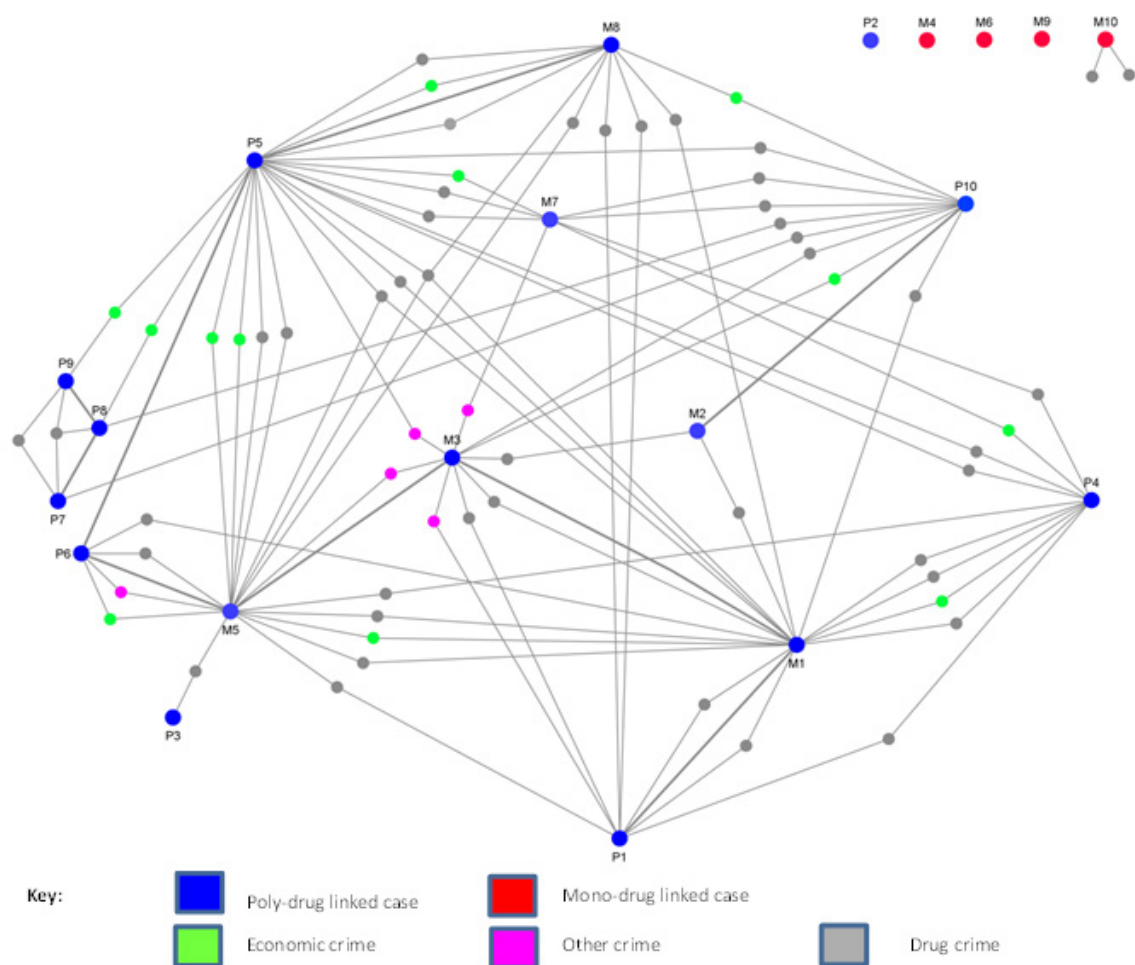 M8
P2 M4 M6 M9 M10
P5
M7
P10
P9
P8
M2
M3
P7
P4
P6
M5
M1
P3
P1
Key:
Poly-drug linked case
Mono-drug linked case
Economic crime
Other crime
Drug crime